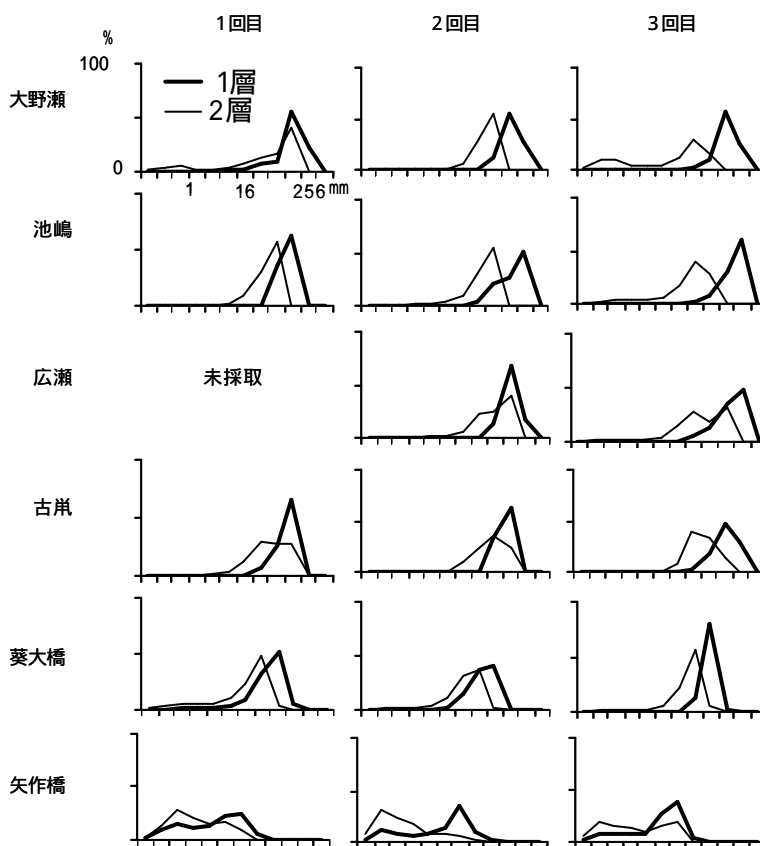 1回目 2回目 3回目
%
100
大野瀬
1層
2層
0
1 16 256 mm
池嶋
広瀬 未採取
古鼡
葵大橋
矢作橋